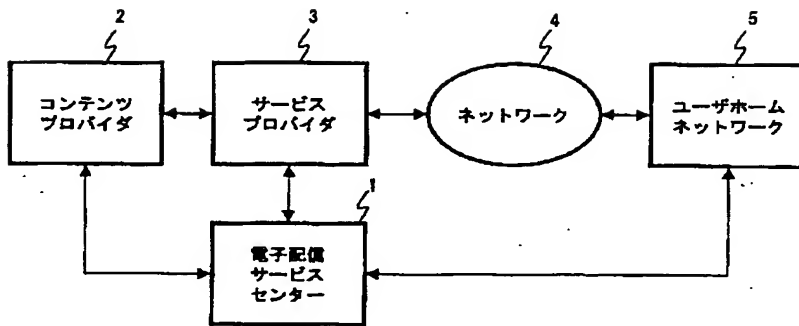 2
3
4
5
コンテンツ
プロバイダ
サービス
プロバイダ
ネットワーク
ユーザホーム
ネットワーク
1
電子配信
サービス
センター